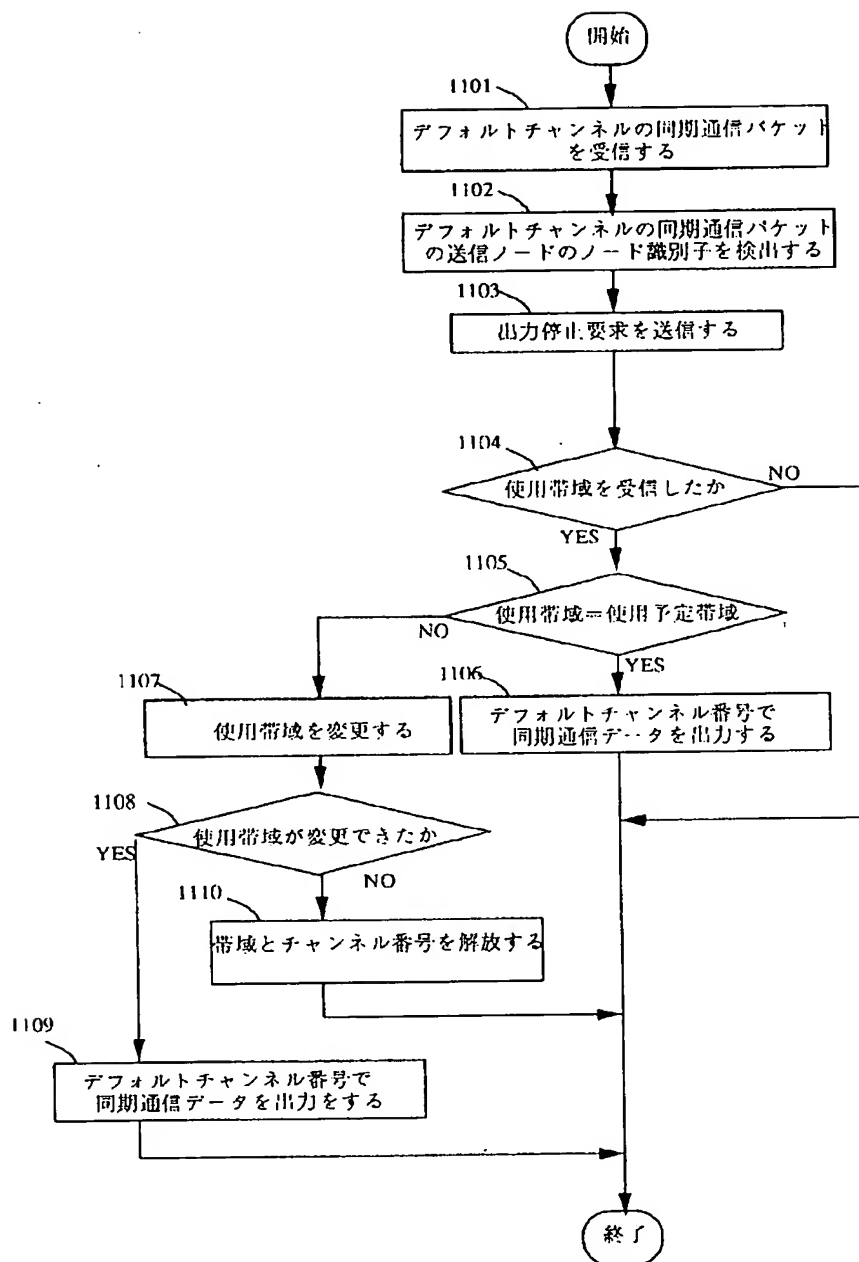 開始
1101
デフォルトチャンネルの同期通信パケット
を受信する
1102
デフォルトチャンネルの同期通信パケット
の送信ノードのノード識別子を検出する
1103
出力停止要求を送信する
1104
使用帯域を受信したか
NO
YES
1105
使用帯域=使用予定帯域
NO
YES
1107
使用帯域を変更する
1106
デフォルトチャンネル番号で
同期通信データを出力する
1108
使用帯域が変更できたか
YES
NO
1110
帯域とチャンネル番号を解放する
1109
デフォルトチャンネル番号で
同期通信データを出力をする
終了